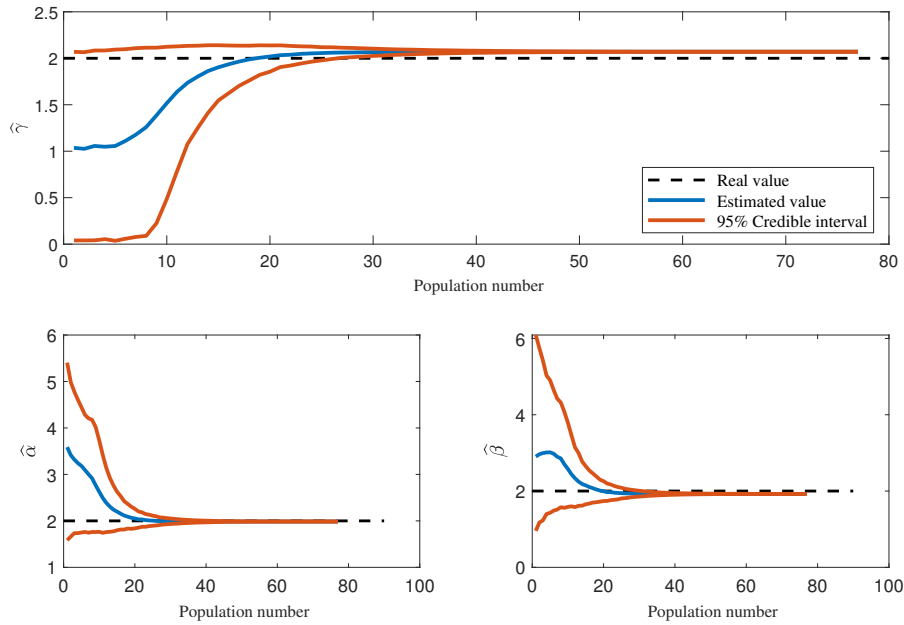 2.5
2
1.5
1
0.5
0
γ̂
0 10 20 30 40 50 60 70 80
Population number
Real value
Estimated value
95% Credible interval
6
5
4
3
2
1
α̂
0 20 40 60 80 100
Population number
6
4
2
0
β̂
0 20 40 60 80 100
Population number